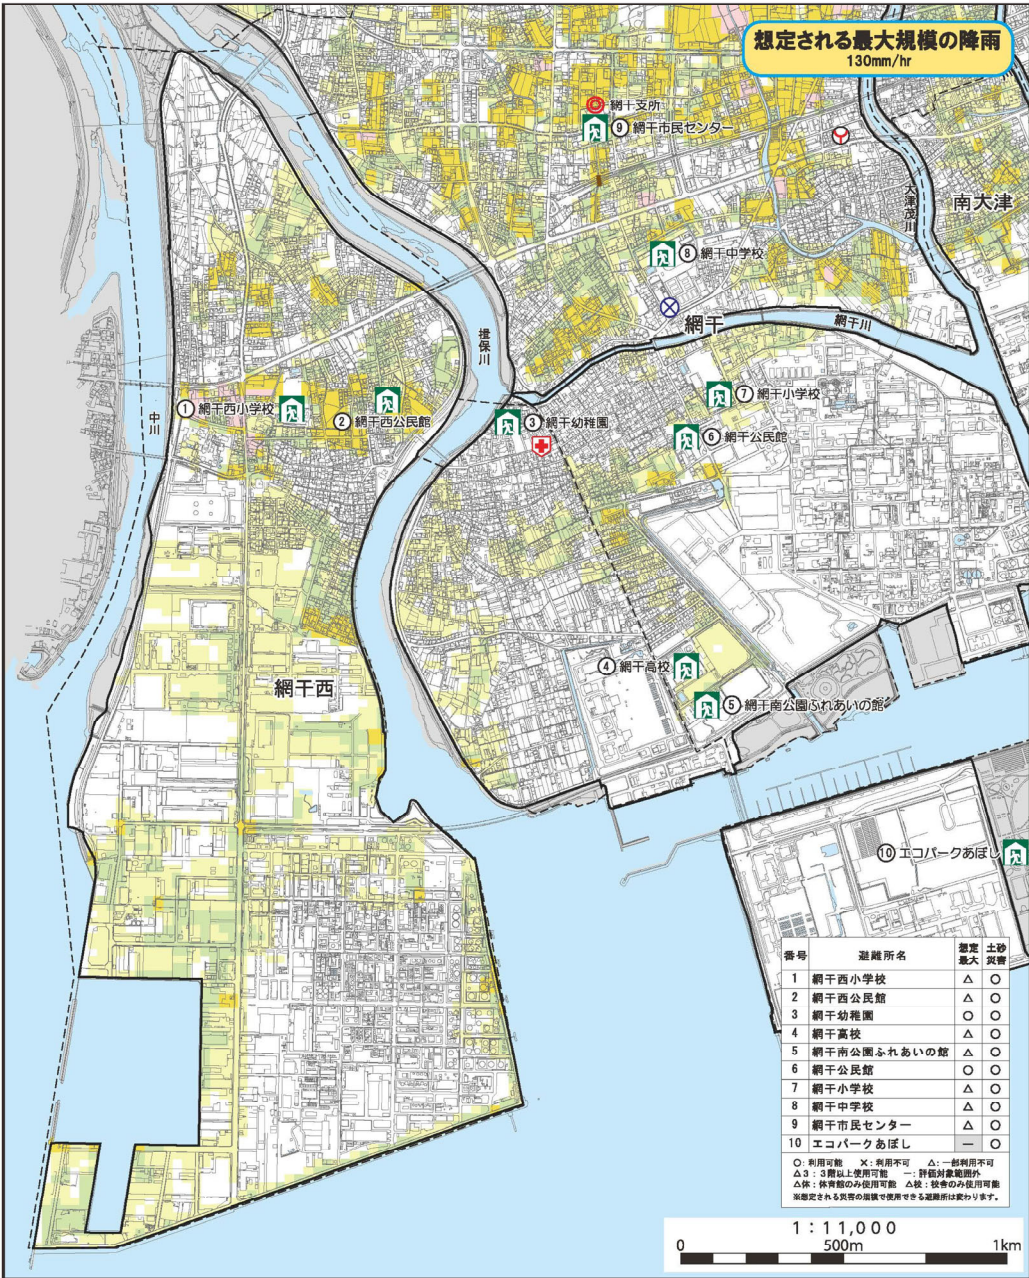 想定される最大規模の降雨
130mm/hr
網干支所
⑨ 網干市民センター
大津茂川
南大津
⑧ 網干中学校
網干
網干川
揖保川
中川
① 網干西小学校
② 網干西公民館
③ 網干幼稚園
⑦ 網干小学校
⑥ 網干公民館
④ 網干高校
⑤ 網干南公園ふれあいの館
網干西
⑩ エコパークあぼし
番号 避難所名 想定最大 土砂災害
1 網干西小学校 △ ○
2 網干西公民館 △ ○
3 網干幼稚園 ○ ○
4 網干高校 △ ○
5 網干南公園ふれあいの館 △ ○
6 網干公民館 ○ ○
7 網干小学校 △ ○
8 網干中学校 △ ○
9 網干市民センター △ ○
10 エコパークあぼし ― ○
○:利用可能 ×:利用不可 △:一部利用不可
△3:3階以上使用可能 ―:評価対象範囲外
△体:体育館のみ使用可能 △校:校舎のみ使用可能
※想定される災害の規模で使用できる避難所は変わります。
1:11,000
0 500m 1km